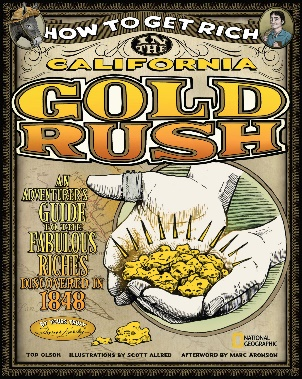 HOW TO GET RICH
IN THE
CALIFORNIA
GOLD
RUSH
AN
ADVENTURER'S
GUIDE
TO THE
FABULOUS
RICHES
DISCOVERED IN
1848
NATIONAL
GEOGRAPHIC
TOD OLSON ILLUSTRATIONS BY SCOTT ALLRED AFTERWORD BY MARC ARONSON